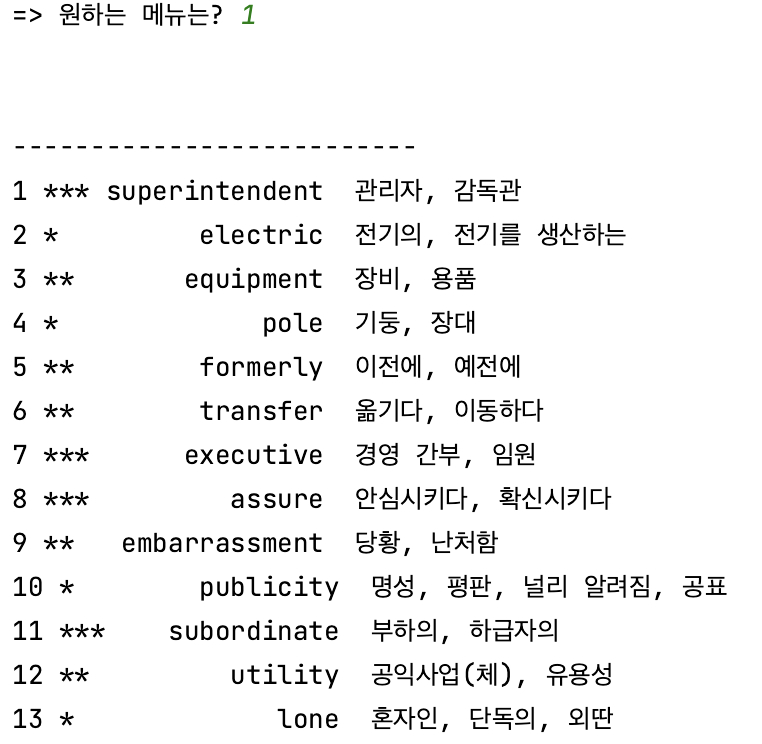 => 원하는 메뉴는? 1
--------------------------
1 *** superintendent 관리자, 감독관
2 * electric 전기의, 전기를 생산하는
3 ** equipment 장비, 용품
4 * pole 기둥, 장대
5 ** formerly 이전에, 예전에
6 ** transfer 옮기다, 이동하다
7 *** executive 경영 간부, 임원
8 *** assure 안심시키다, 확신시키다
9 ** embarrassment 당황, 난처함
10 * publicity 명성, 평판, 널리 알려짐, 공표
11 *** subordinate 부하의, 하급자의
12 ** utility 공익사업(체), 유용성
13 * lone 혼자인, 단독의, 외딴